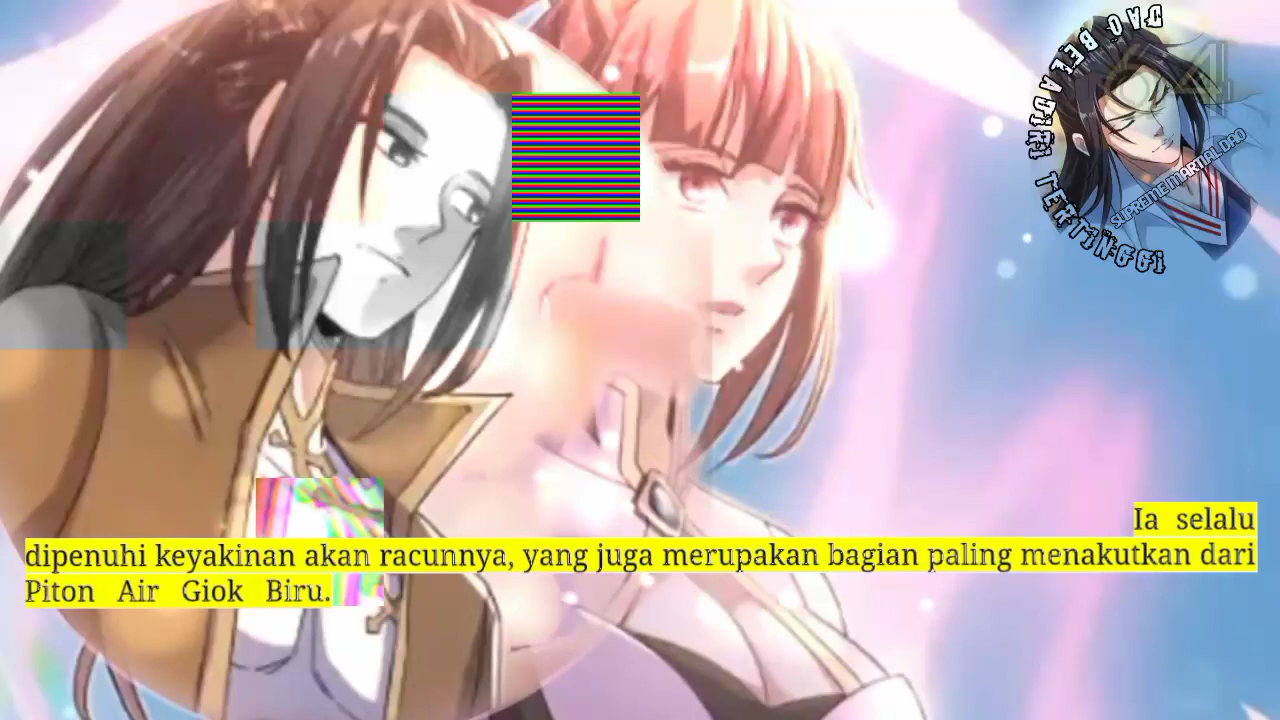 DAO BELADIRI TERTINGGI
SUPREME MARTIAL DAO
Ia selalu
dipenuhi keyakinan akan racunnya, yang juga merupakan bagian paling menakutkan dari
Piton Air Giok Biru.